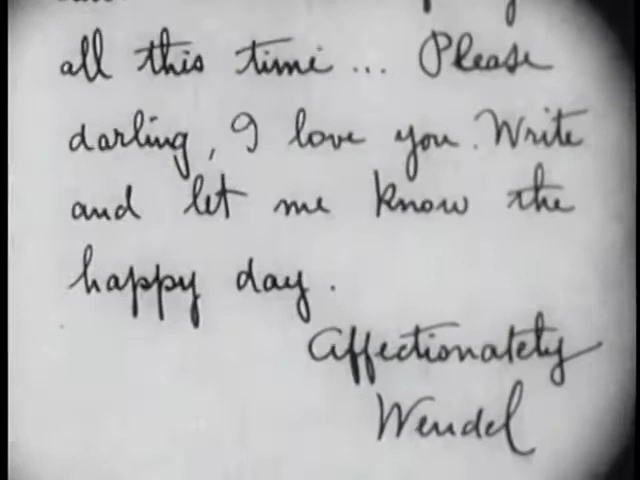 all this time ... Please
darling, I love you. Write
and let me know the
happy day.
Affectionately
Wendel